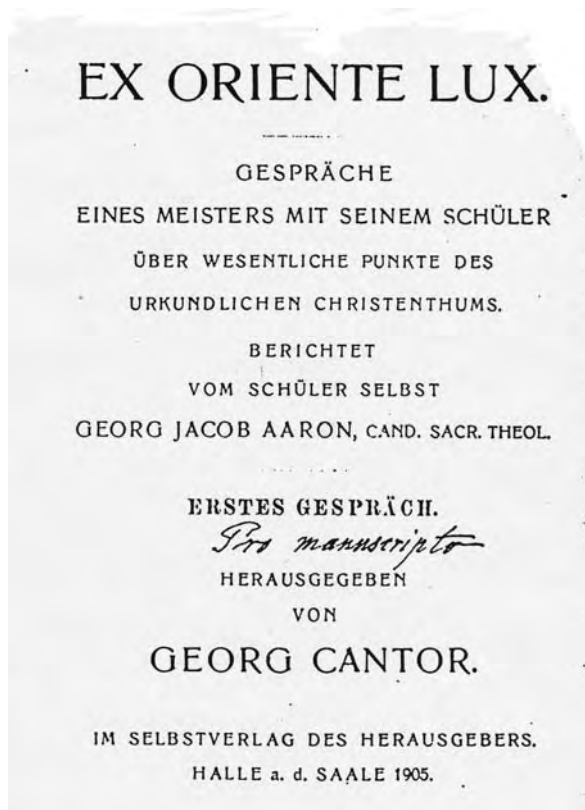 EX ORIENTE LUX.
GESPRÄCHE
EINES MEISTERS MIT SEINEM SCHÜLER
ÜBER WESENTLICHE PUNKTE DES
URKUNDLICHEN CHRISTENTHUMS.
BERICHTET
VOM SCHÜLER SELBST
GEORG JACOB AARON, CAND. SACR. THEOL.
ERSTES GESPRÄCH.
Pro manuscripto
HERAUSGEGEBEN
VON
GEORG CANTOR.
IM SELBSTVERLAG DES HERAUSGEBERS.
HALLE a. d. SAALE 1905.